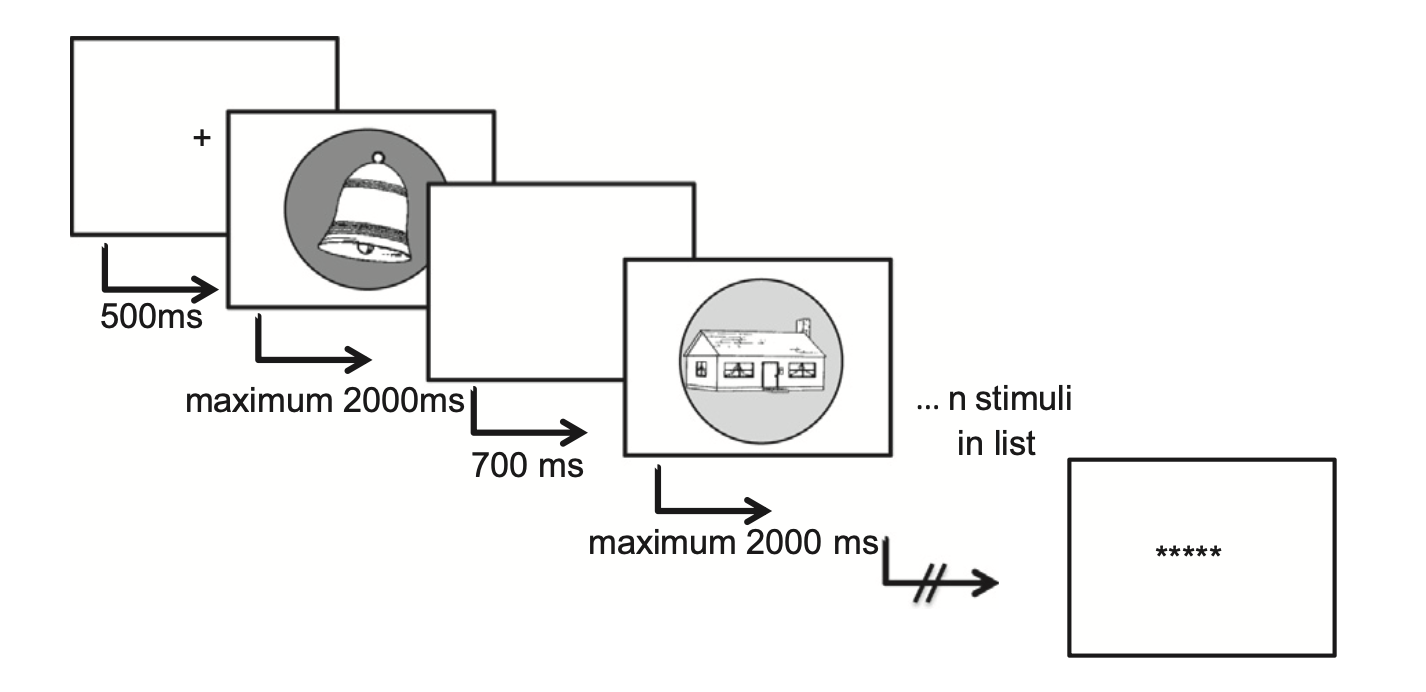 +
500ms
maximum 2000ms
700 ms
maximum 2000 ms
... n stimuli
in list
*****